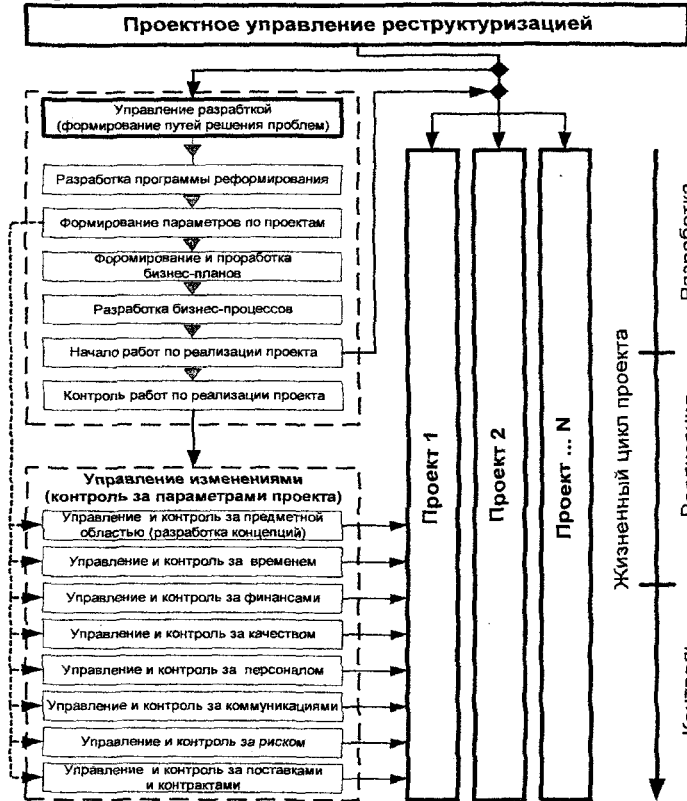 Проектное управление реструктуризацией
Управление разрабткой
(формирование путей решения проблем)
Разработка программы реформирования
Формирование параметров по проектам
Форомирование и проработка
бизнес-планов
Разработка бизнес-процессов
Начало работ по реализации проекта
Контроль работ по реализации проекта
Управление изменениями
(контроль за параметрами проекта)
Управление и контроль за предметной
областью (разработка концепций)
Управление и контроль за временем
Управление и контроль за финансами
Управление и контроль за качеством
Управление и контроль за персоналом
Управление и контроль за коммуникациями
Управление и контроль за риском
Управление и контроль за поставками
и контрактами
Проект 1
Проект 2
Проект ... N
Жизненный цикл проекта